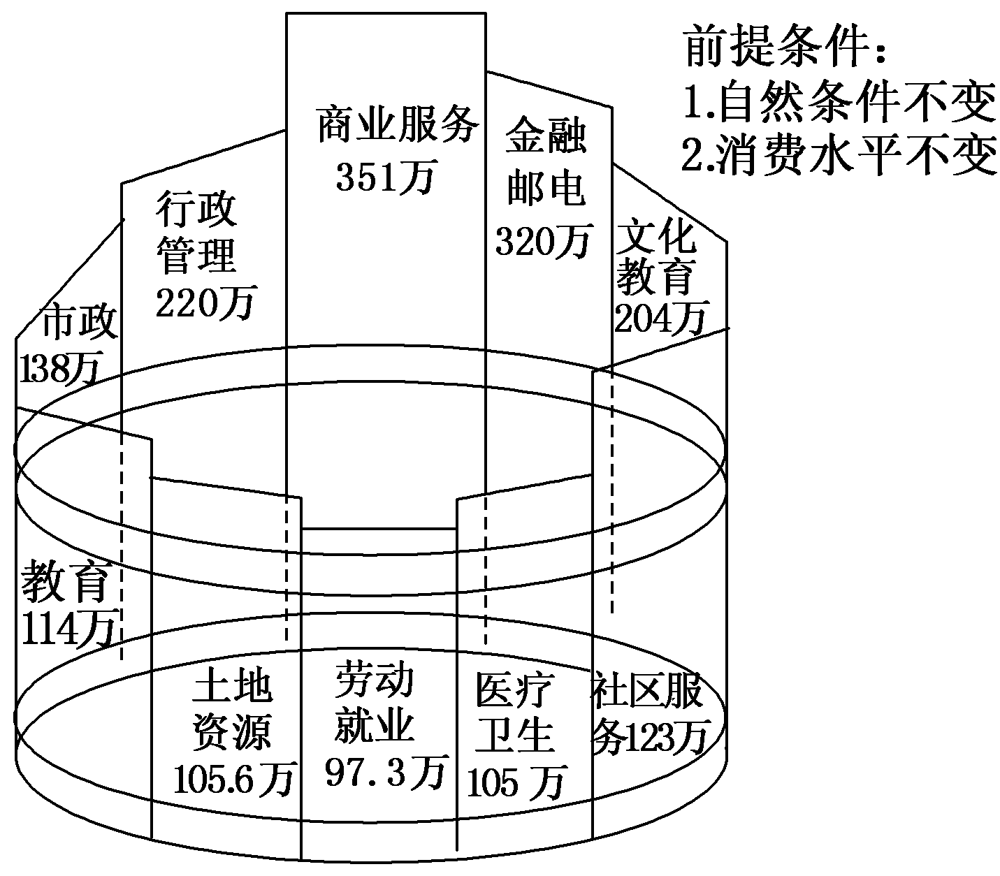 前提条件：
1.自然条件不变
2.消费水平不变
商业服务
351万
金融
邮电
320万
行政
管理
220万
文化
教育
204万
市政
138万
教育
114万
土地
资源
105.6万
劳动
就业
97.3万
医疗
卫生
105万
社区服
务123万